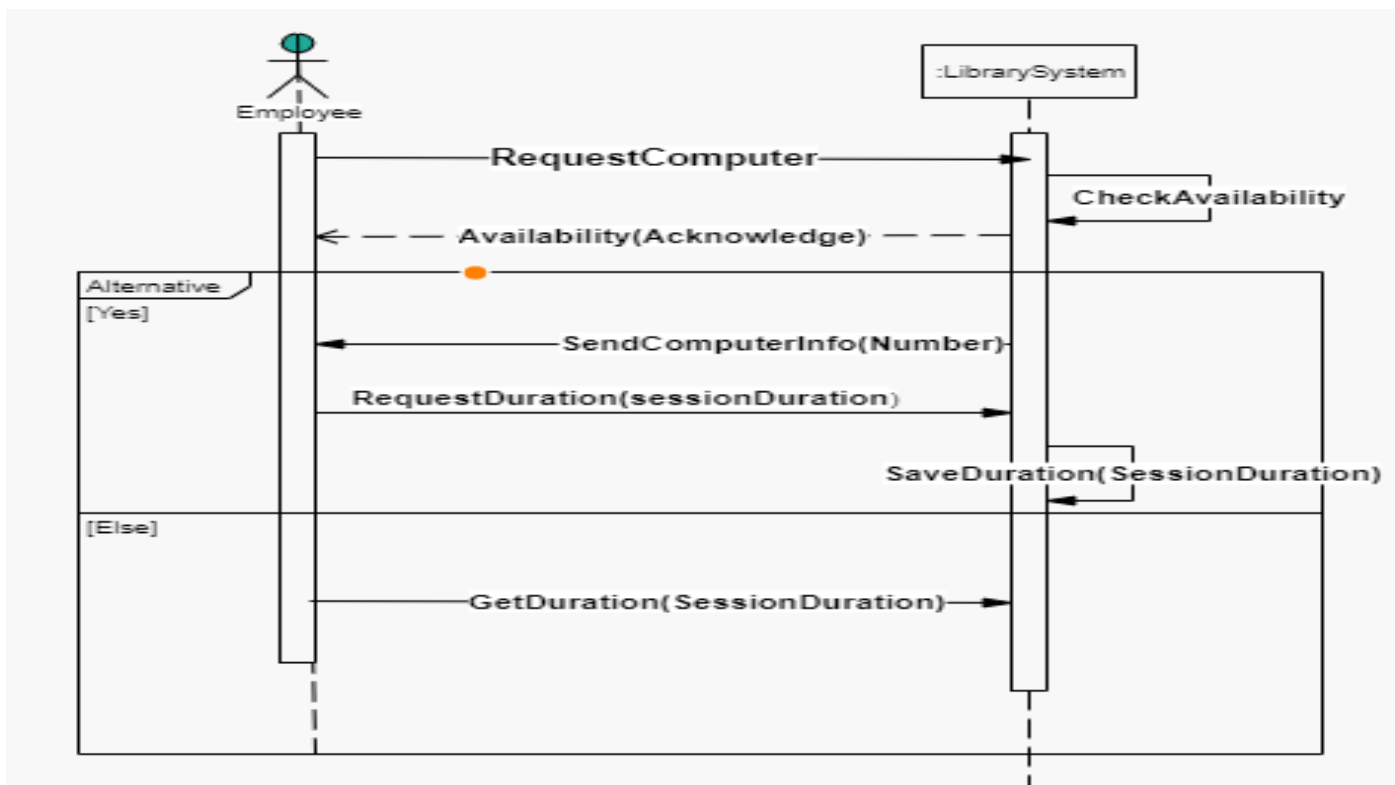 Employee
:LibrarySystem
RequestComputer
CheckAvailability
Availability(Acknowledge)
Alternative
[Yes]
SendComputerInfo(Number)
RequestDuration(sessionDuration)
SaveDuration(SessionDuration)
[Else]
GetDuration(SessionDuration)